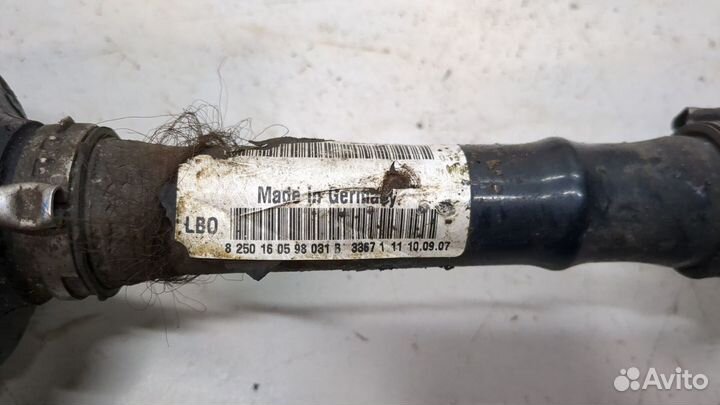 Made in Germany
LBO
8 250 16 05 98 031 B 3367 1 11 10.09.07
Avito